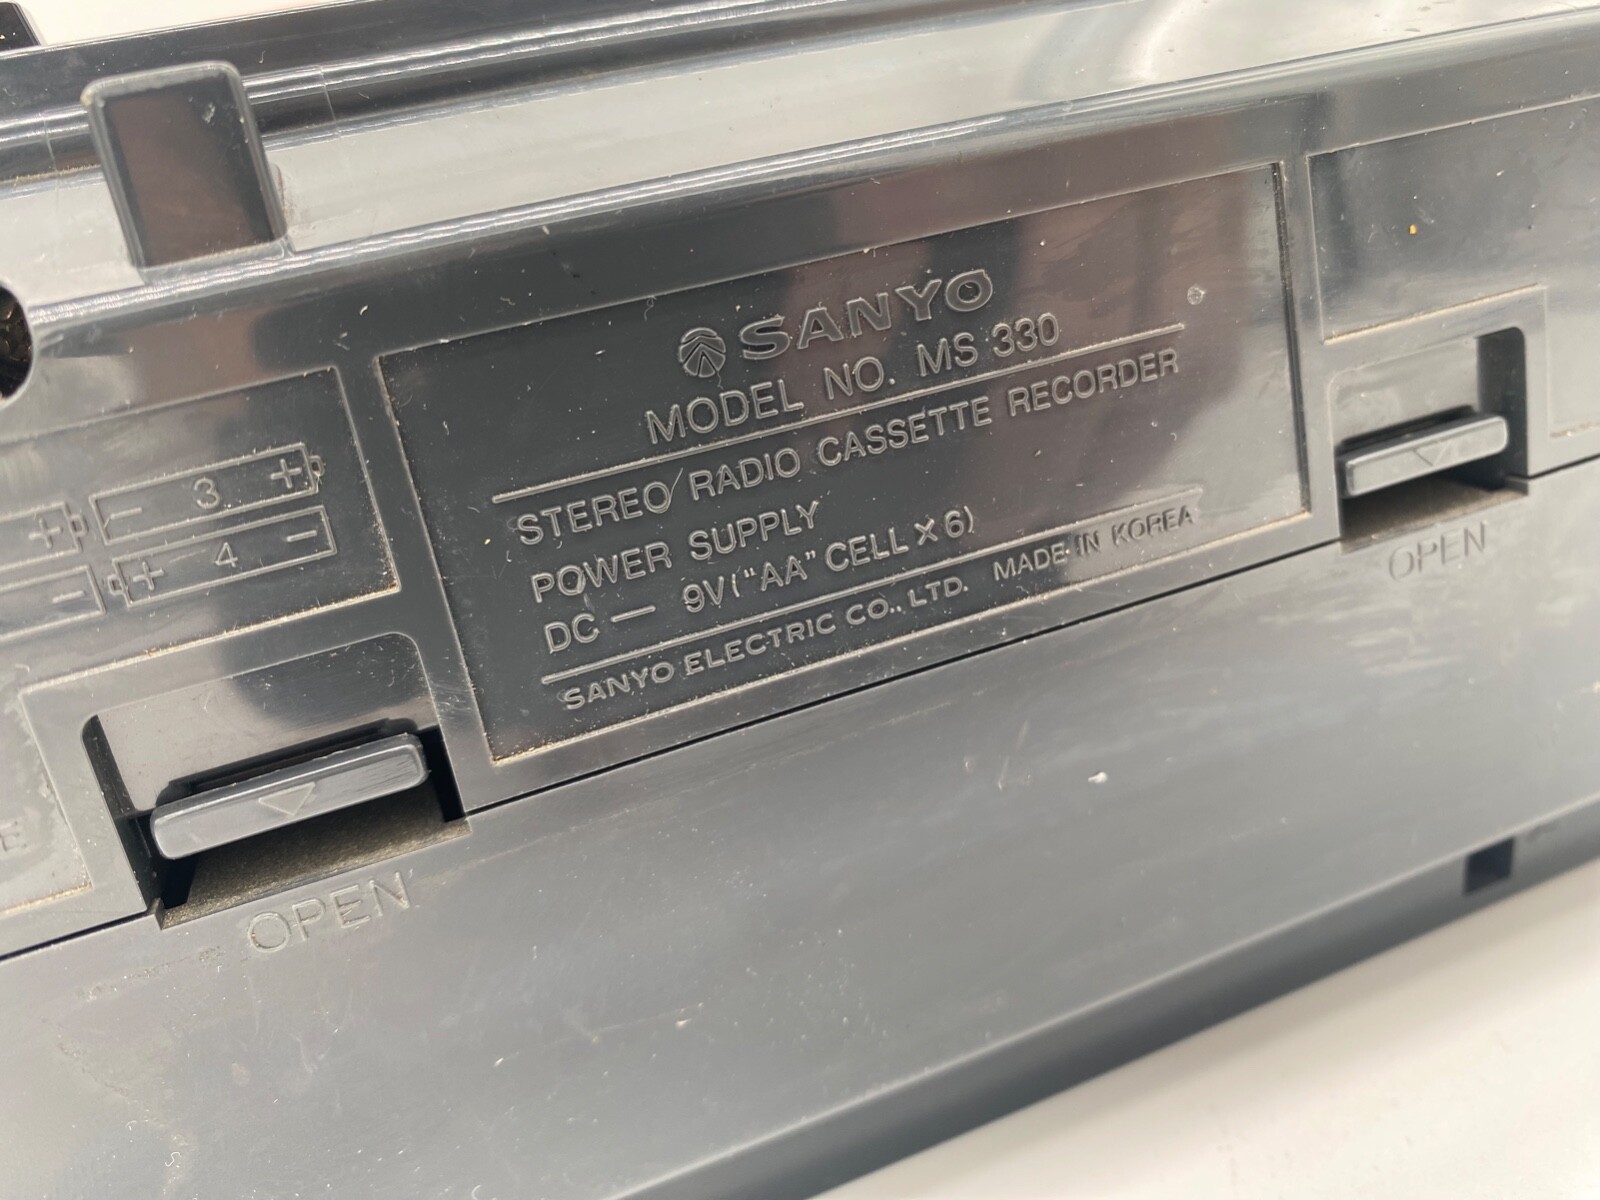 SANYO
MODEL NO. MS 330
STEREO RADIO CASSETTE RECORDER
POWER SUPPLY
DC — 9V ("AA" CELL X 6)
SANYO ELECTRIC CO., LTD. MADE IN KOREA
+ - 3 +
- + 4 -
OPEN
OPEN
E